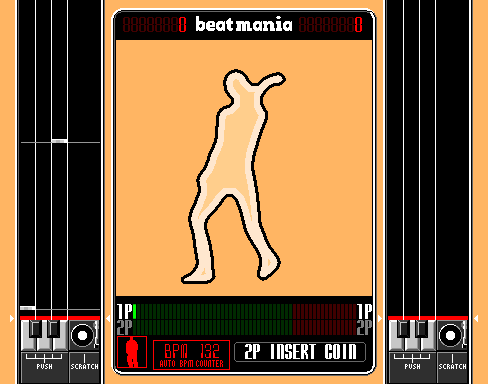 0 beatmania 0
1P 1P
2P 2P
BPM 132
AUTO BPM COUNTER
2P INSERT COIN
PUSH SCRATCH
PUSH SCRATCH